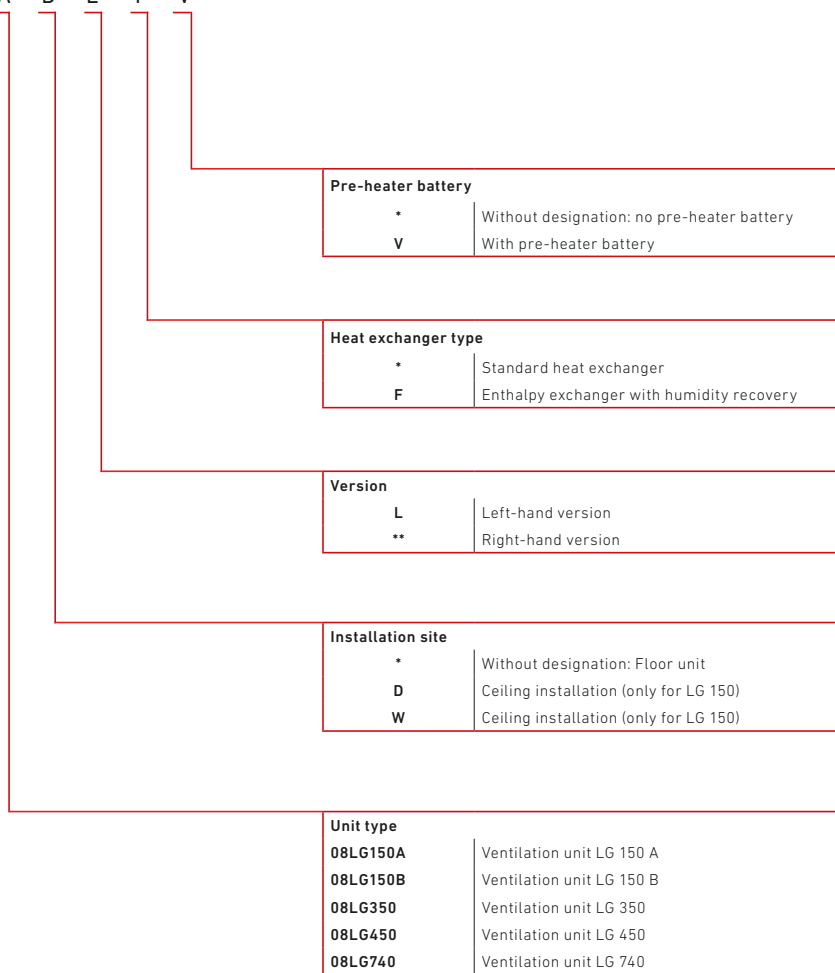 Pre-heater battery
* Without designation: no pre-heater battery
V With pre-heater battery
Heat exchanger type
* Standard heat exchanger
F Enthalpy exchanger with humidity recovery
Version
L Left-hand version
** Right-hand version
Installation site
* Without designation: Floor unit
D Ceiling installation (only for LG 150)
W Ceiling installation (only for LG 150)
Unit type
08LG150A Ventilation unit LG 150 A
08LG150B Ventilation unit LG 150 B
08LG350 Ventilation unit LG 350
08LG450 Ventilation unit LG 450
08LG740 Ventilation unit LG 740